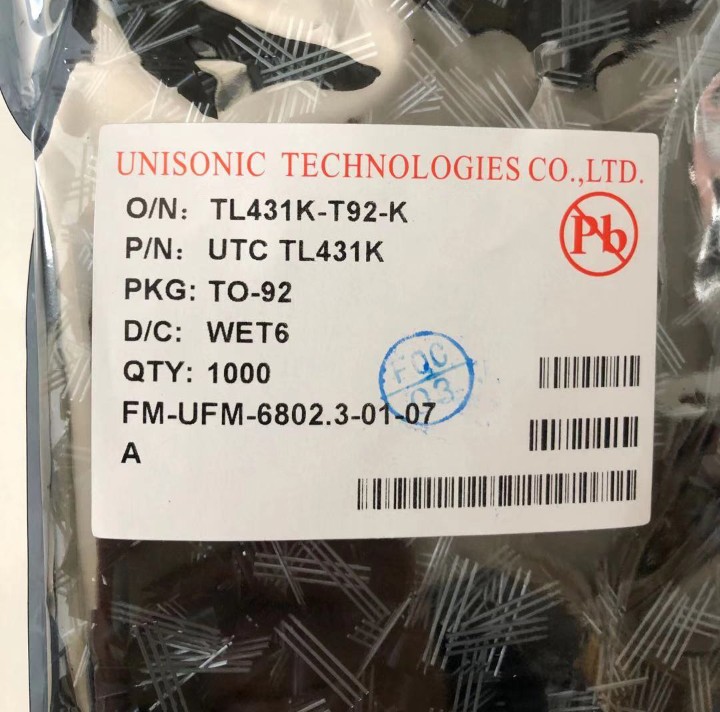 UNISONIC TECHNOLOGIES CO.,LTD.
O/N: TL431K-T92-K
Pb
P/N: UTC TL431K
PKG: TO-92
D/C: WET6
QTY: 1000
FQC
03
FM-UFM-6802.3-01-07
A